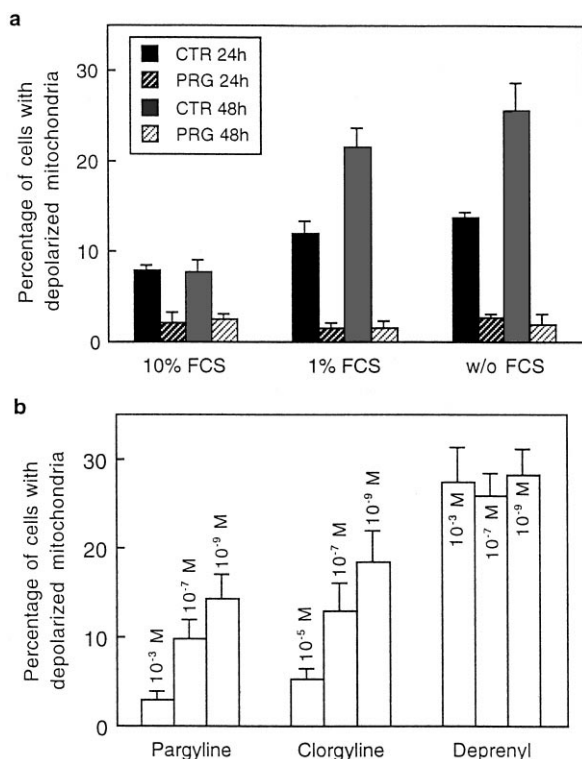 a
Percentage of cells with
depolarized mitochondria
30
20
10
0
CTR 24h
PRG 24h
CTR 48h
PRG 48h
10% FCS 1% FCS w/o FCS
b
Percentage of cells with
depolarized mitochondria
30
20
10
0
10⁻³ M
10⁻⁷ M
10⁻⁹ M
10⁻⁵ M
10⁻⁷ M
10⁻⁹ M
10⁻³ M
10⁻⁷ M
10⁻⁹ M
Pargyline Clorgyline Deprenyl